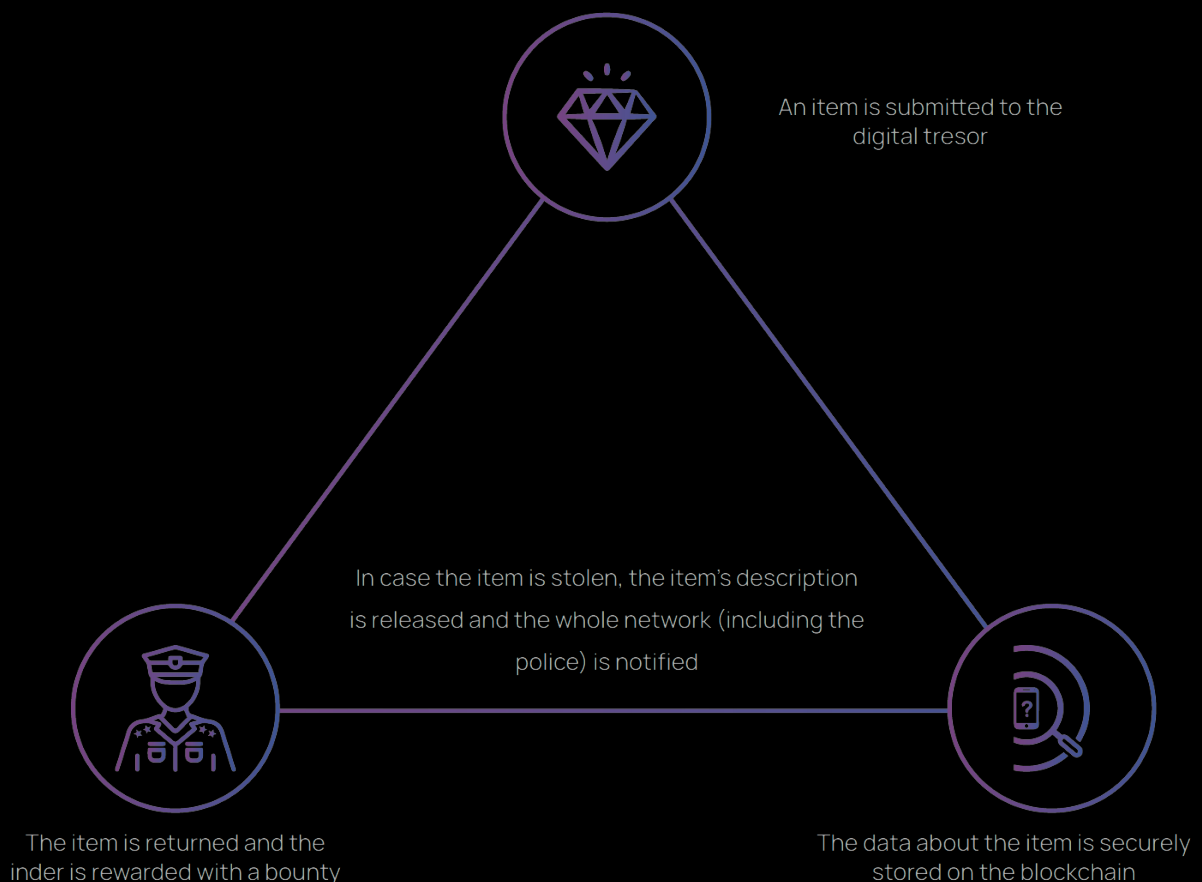 An item is submitted to the
digital tresor
In case the item is stolen, the item's description
is released and the whole network (including the
police) is notified
?
The item is returned and the
inder is rewarded with a bounty
The data about the item is securely
stored on the blockchain